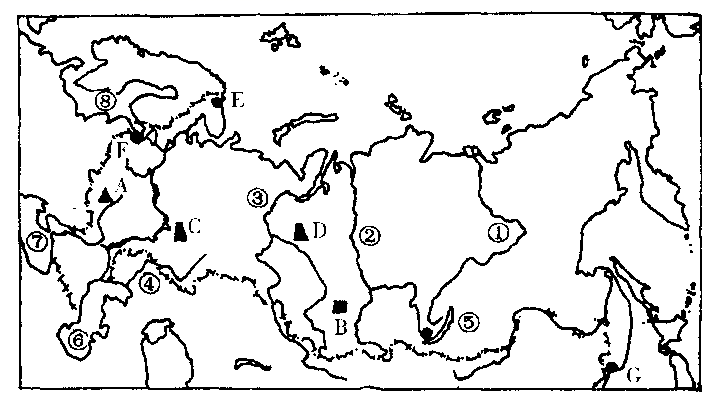 ⑧
E
F
A
③
C
D
②
①
⑦
④
B
⑤
⑥
G